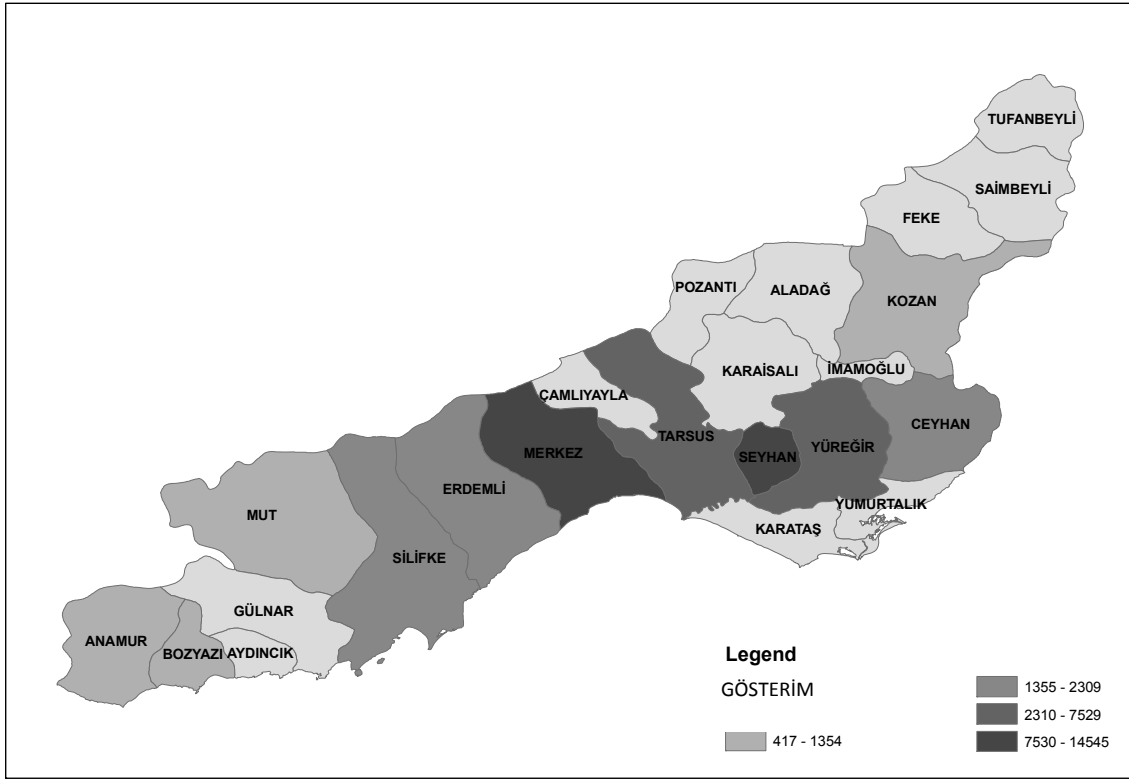 TUFANBEYLİ
SAİMBEYLİ
FEKE
POZANTI
ALADAĞ
KOZAN
KARAİSALI
İMAMOĞLU
ÇAMLIYAYLA
CEYHAN
TARSUS
YÜREĞİR
MERKEZ
SEYHAN
ERDEMLİ
YUMURTALIK
MUT
KARATAŞ
SİLİFKE
GÜLNAR
ANAMUR
BOZYAZI
AYDINCIK
Legend
GÖSTERİM
417 - 1354
1355 - 2309
2310 - 7529
7530 - 14545